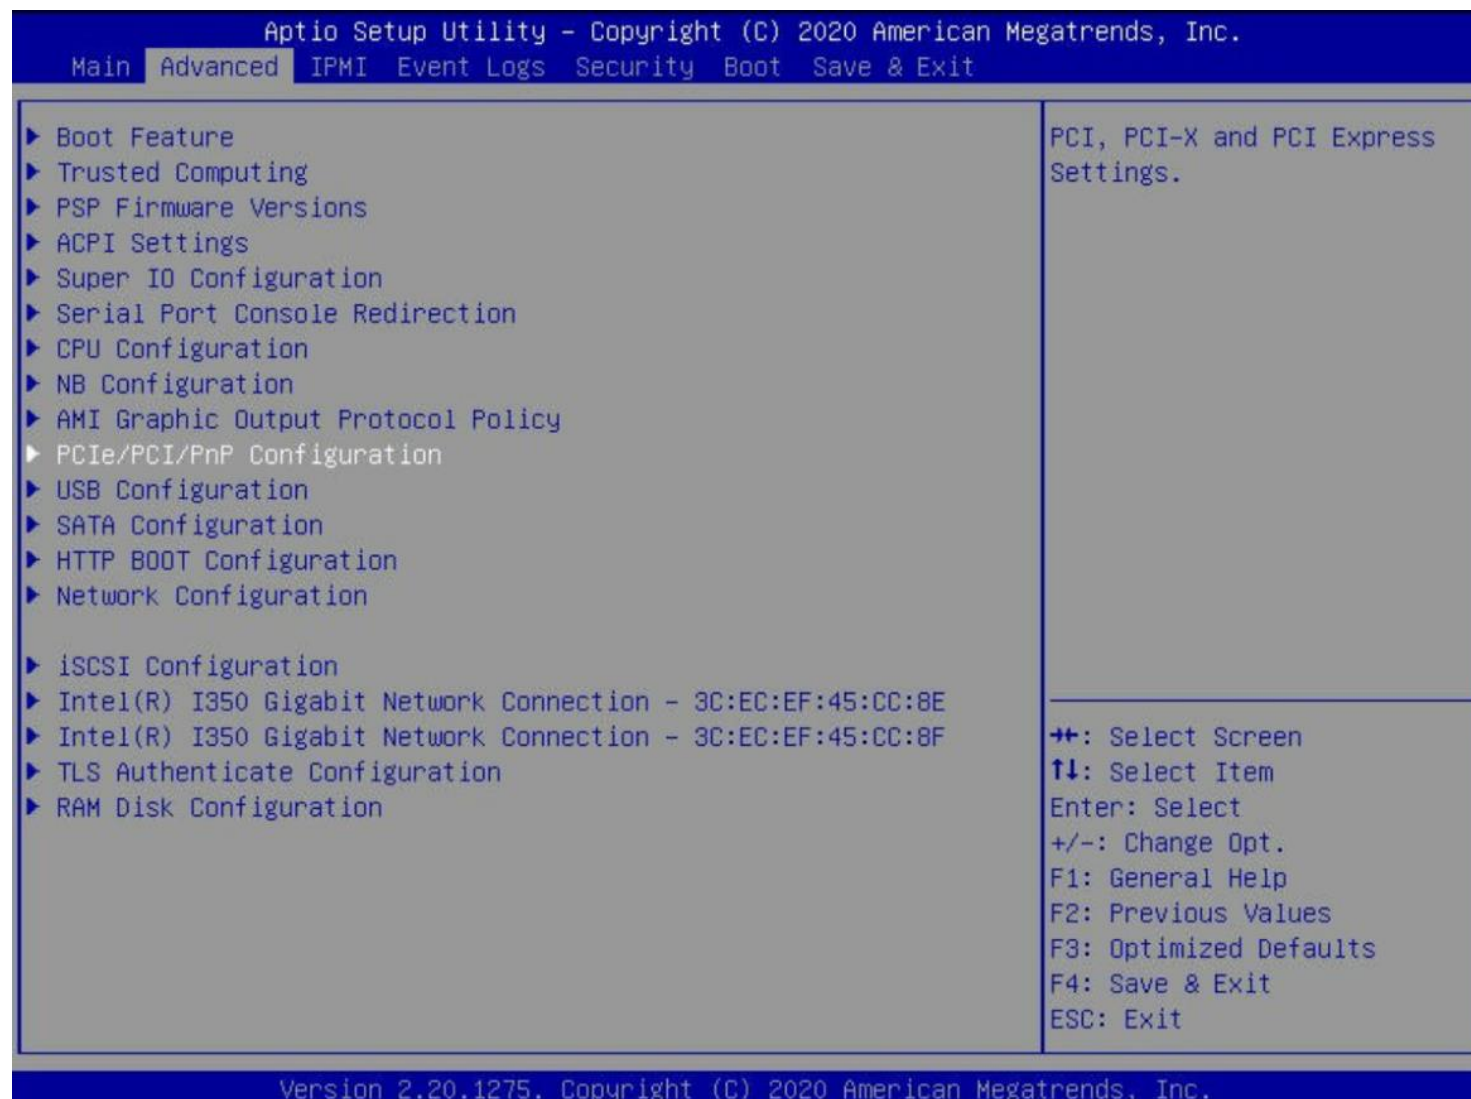 Aptio Setup Utility – Copyright (C) 2020 American Megatrends, Inc.
Main Advanced IPMI Event Logs Security Boot Save & Exit
Boot Feature
Trusted Computing
PSP Firmware Versions
ACPI Settings
Super IO Configuration
Serial Port Console Redirection
CPU Configuration
NB Configuration
AMI Graphic Output Protocol Policy
PCIe/PCI/PnP Configuration
USB Configuration
SATA Configuration
HTTP BOOT Configuration
Network Configuration
iSCSI Configuration
Intel(R) I350 Gigabit Network Connection – 3C:EC:EF:45:CC:8E
Intel(R) I350 Gigabit Network Connection – 3C:EC:EF:45:CC:8F
TLS Authenticate Configuration
RAM Disk Configuration
PCI, PCI-X and PCI Express
Settings.
→←: Select Screen
↑↓: Select Item
Enter: Select
+/-: Change Opt.
F1: General Help
F2: Previous Values
F3: Optimized Defaults
F4: Save & Exit
ESC: Exit
Version 2.20.1275. Copyright (C) 2020 American Megatrends, Inc.